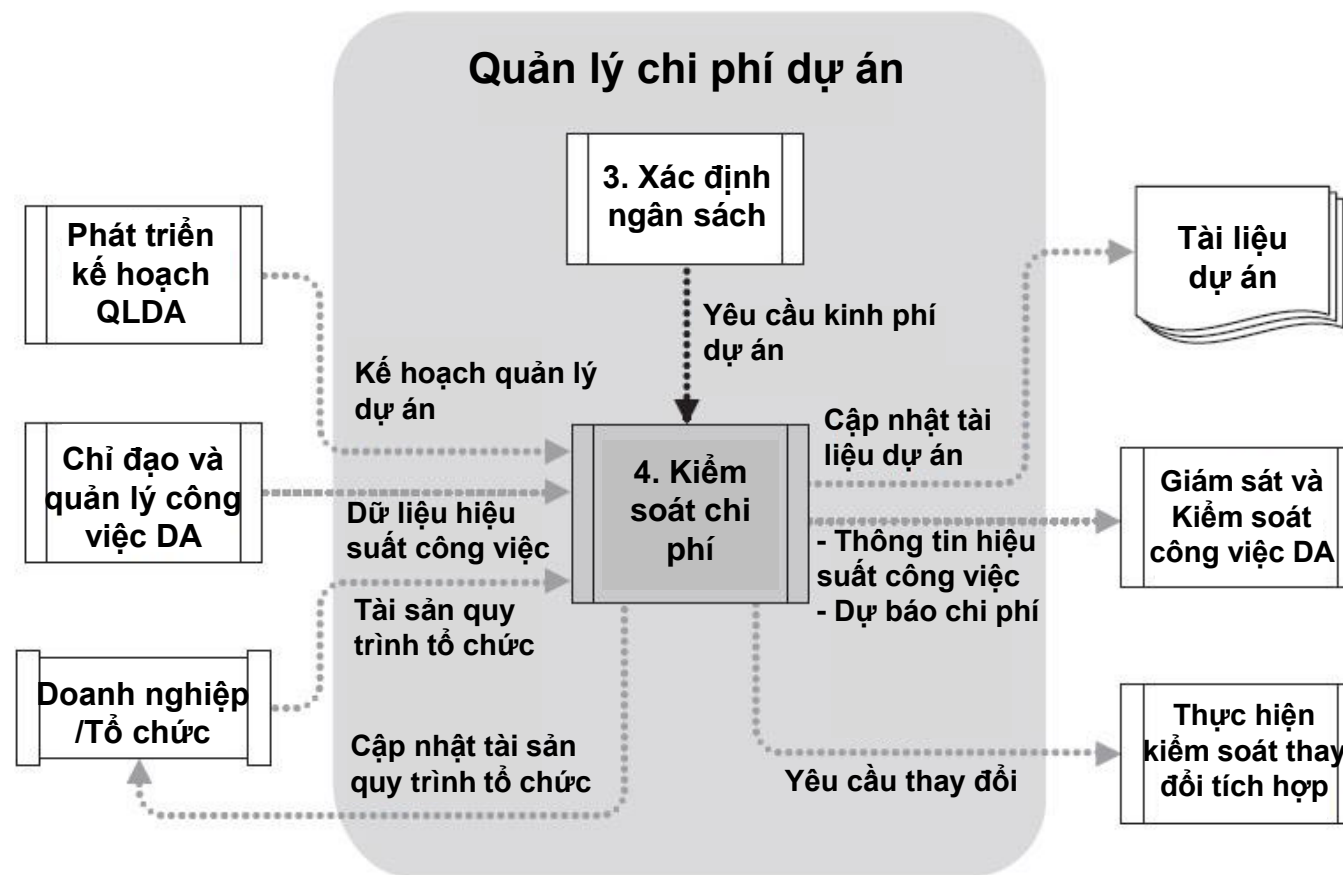 Quản lý chi phí dự án
3. Xác định
ngân sách
Phát triển
kế hoạch
QLDA
Tài liệu
dự án
Yêu cầu kinh phí
dự án
Kế hoạch quản lý
dự án
Cập nhật tài
liệu dự án
Chỉ đạo và
quản lý công
việc DA
4. Kiểm
soát chi
phí
Giám sát và
Kiểm soát
công việc DA
Dữ liệu hiệu
suất công việc
- Thông tin hiệu
suất công việc
- Dự báo chi phí
Tài sản quy
trình tổ chức
Doanh nghiệp
/Tổ chức
Cập nhật tài sản
quy trình tổ chức
Yêu cầu thay đổi
Thực hiện
kiểm soát thay
đổi tích hợp